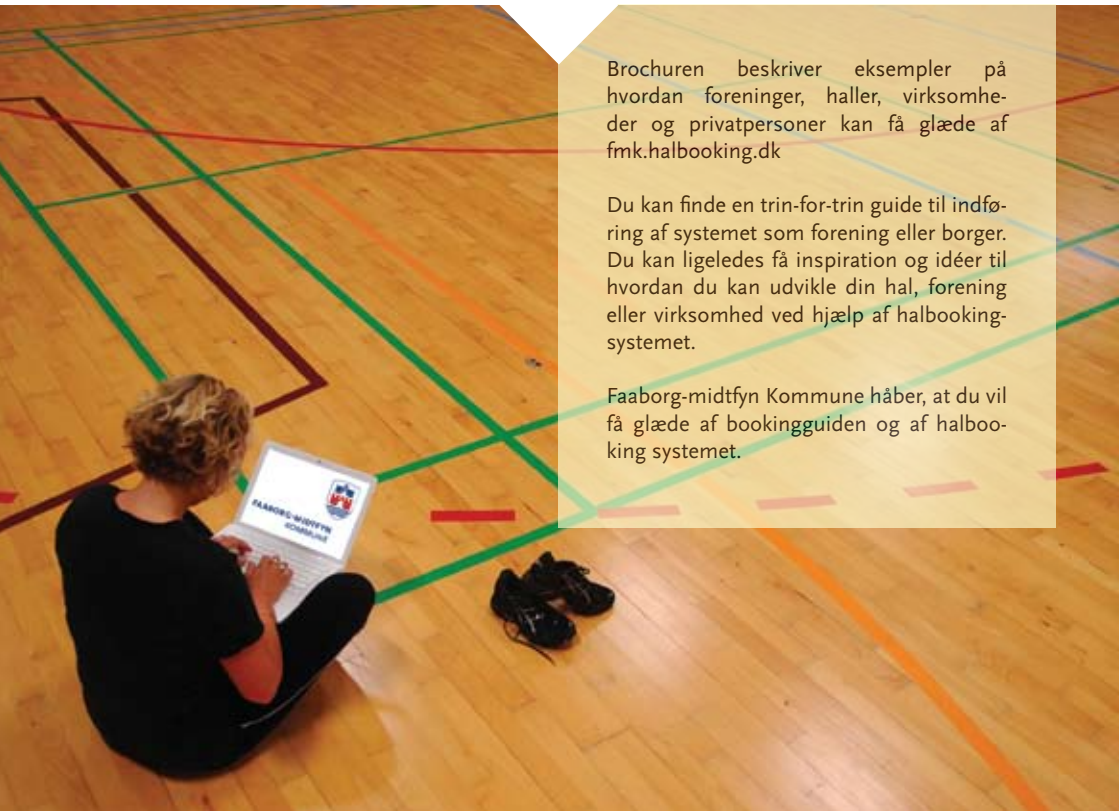 Brochuren beskriver eksempler på
hvordan foreninger, haller, virksomhe-
der og privatpersoner kan få glæde af
fmk.halbooking.dk
Du kan finde en trin-for-trin guide til indfø-
ring af systemet som forening eller borger.
Du kan ligeledes få inspiration og idéer til
hvordan du kan udvikle din hal, forening
eller virksomhed ved hjælp af halbooking-
systemet.
Faaborg-midtfyn Kommune håber, at du vil
få glæde af bookingguiden og af halboo-
king systemet.
FAABORG-MIDTFYN
KOMMUNE